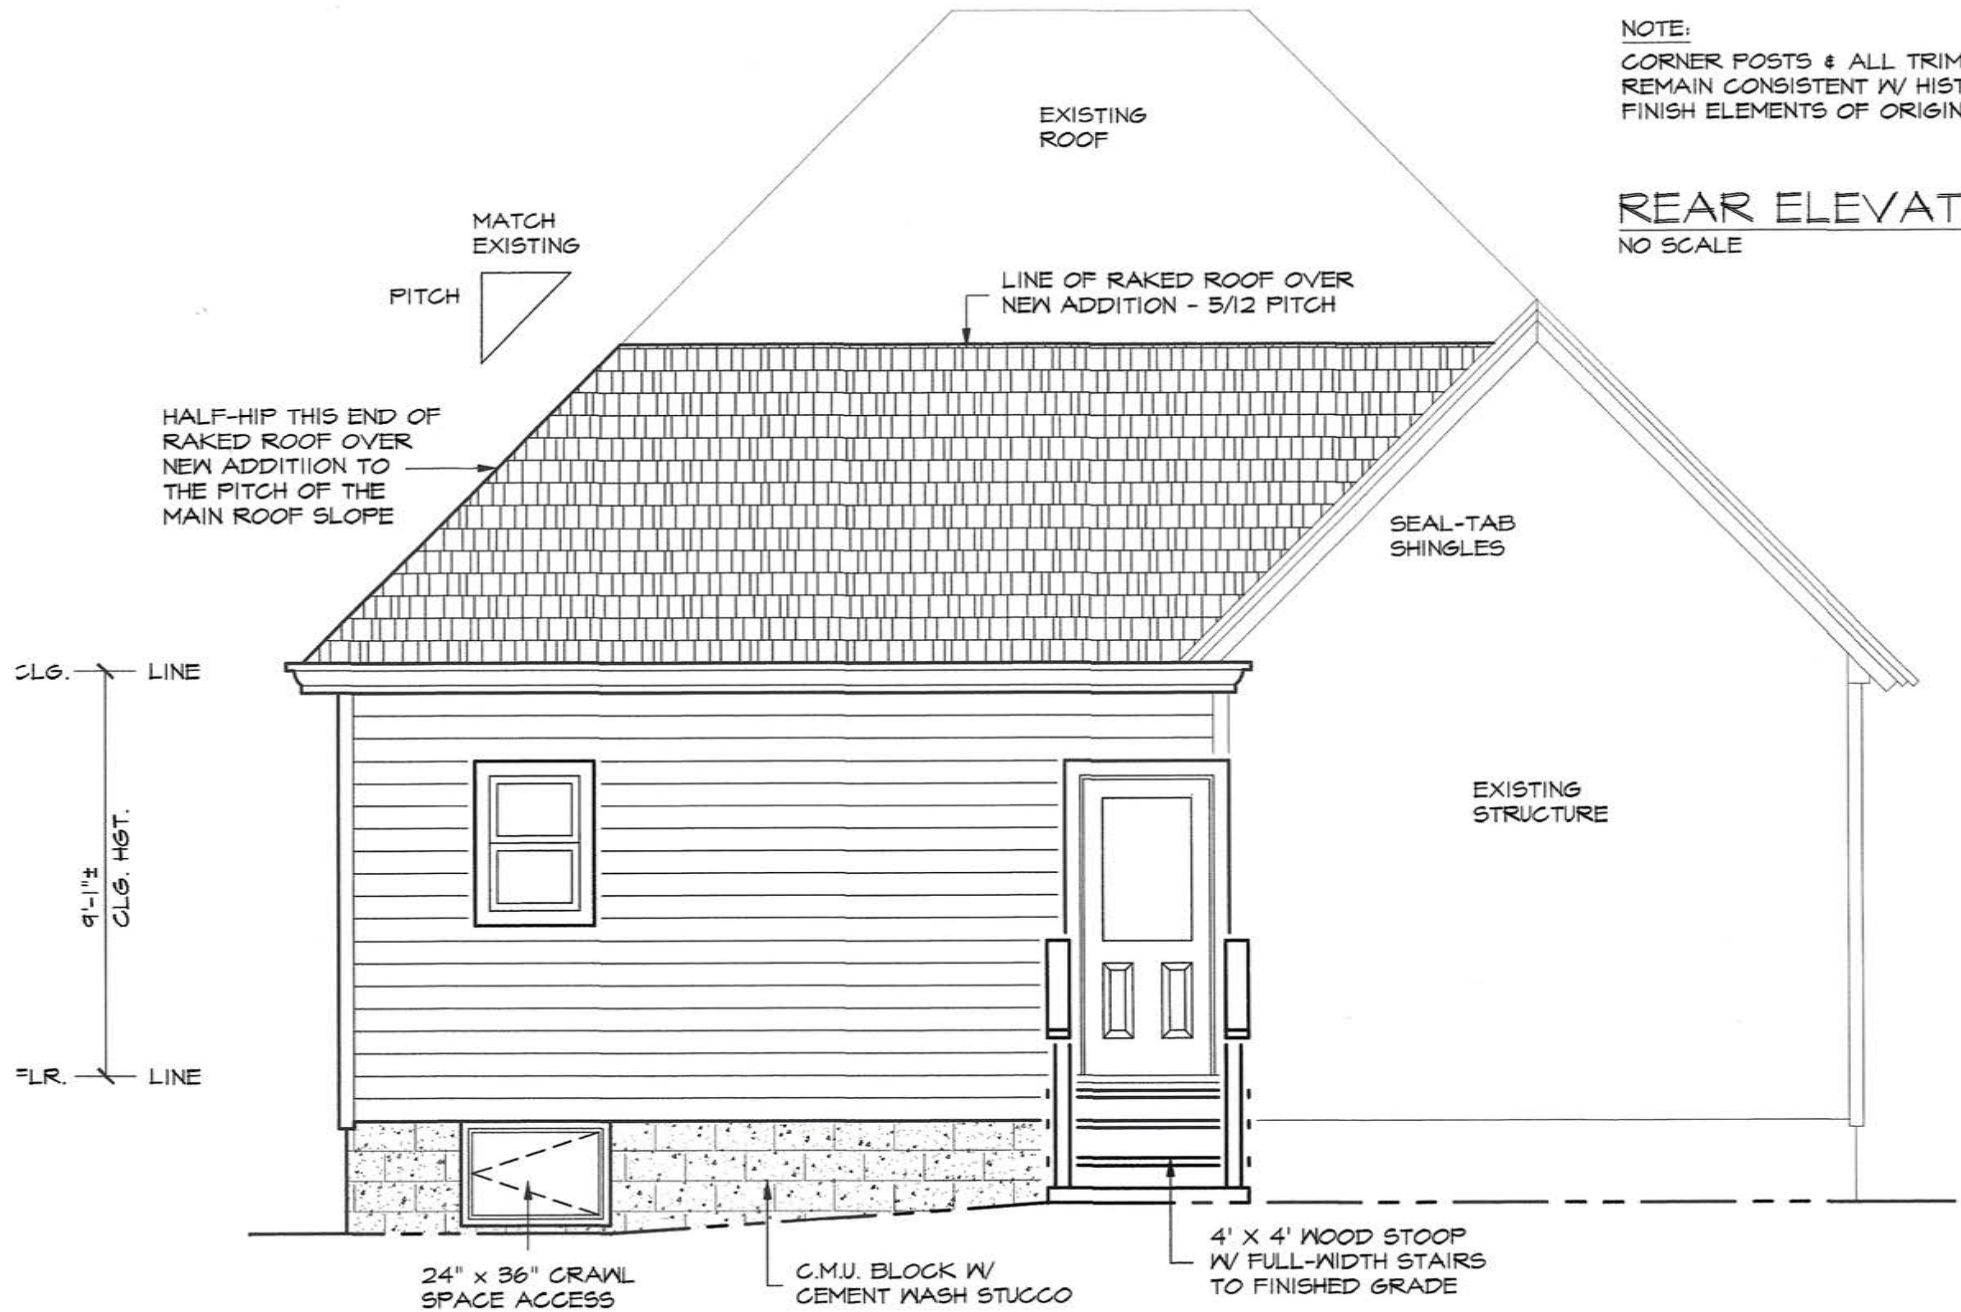 NOTE:
CORNER POSTS & ALL TRIM
REMAIN CONSISTENT W/ HIST
FINISH ELEMENTS OF ORIGIN
REAR ELEVAT
NO SCALE
EXISTING
ROOF
MATCH
EXISTING
PITCH
LINE OF RAKED ROOF OVER
NEW ADDITION - 5/12 PITCH
HALF-HIP THIS END OF
RAKED ROOF OVER
NEW ADDITIION TO
THE PITCH OF THE
MAIN ROOF SLOPE
SEAL-TAB
SHINGLES
CLG. LINE
9'-1"±
CLG. HGT.
EXISTING
STRUCTURE
FLR. LINE
24" x 36" CRAWL
SPACE ACCESS
C.M.U. BLOCK W/
CEMENT WASH STUCCO
4' X 4' WOOD STOOP
W/ FULL-WIDTH STAIRS
TO FINISHED GRADE